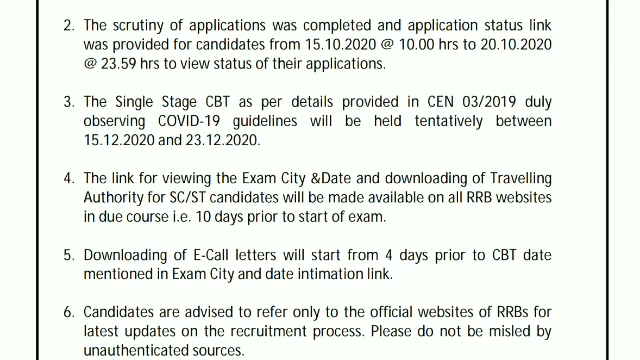 2. The scrutiny of applications was completed and application status link
was provided for candidates from 15.10.2020 @ 10.00 hrs to 20.10.2020
@ 23.59 hrs to view status of their applications.
3. The Single Stage CBT as per details provided in CEN 03/2019 duly
observing COVID-19 guidelines will be held tentatively between
15.12.2020 and 23.12.2020.
4. The link for viewing the Exam City &Date and downloading of Travelling
Authority for SC/ST candidates will be made available on all RRB websites
in due course i.e. 10 days prior to start of exam.
5. Downloading of E-Call letters will start from 4 days prior to CBT date
mentioned in Exam City and date intimation link.
6. Candidates are advised to refer only to the official websites of RRBs for
latest updates on the recruitment process. Please do not be misled by
unauthenticated sources.